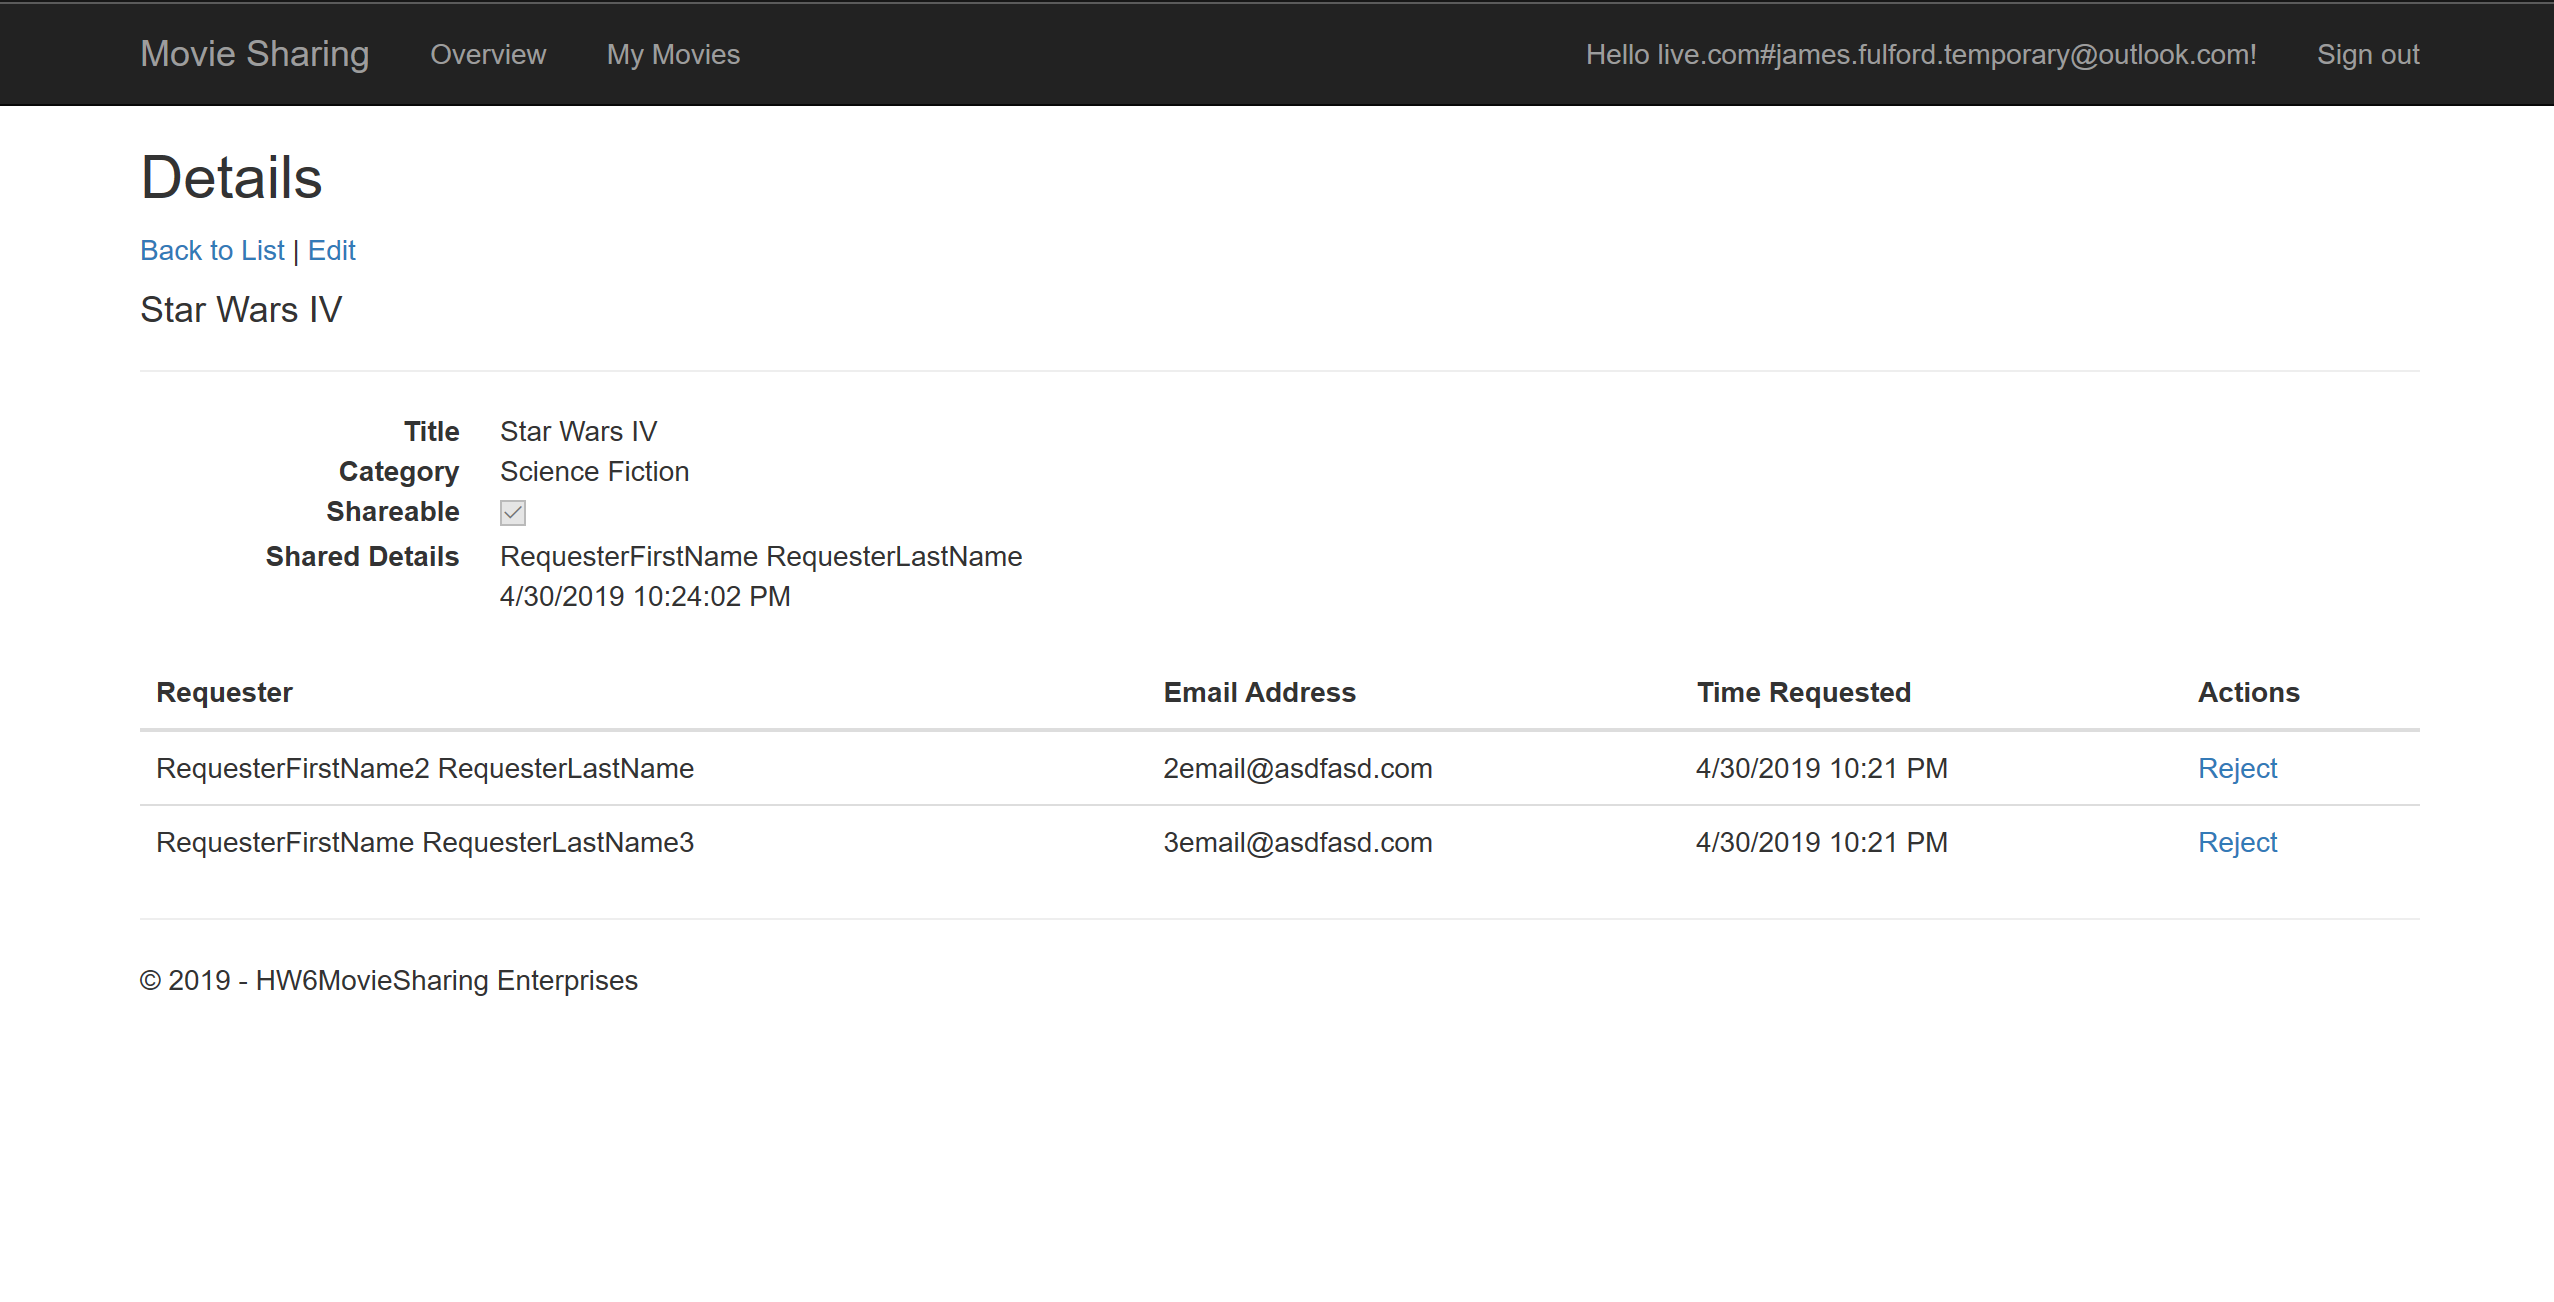 Movie Sharing Overview My Movies Hello live.com#james.fulford.temporary@outlook.com! Sign out
Details
Back to List | Edit
Star Wars IV
Title Star Wars IV
Category Science Fiction
Shareable
Shared Details RequesterFirstName RequesterLastName
4/30/2019 10:24:02 PM
Requester Email Address Time Requested Actions
RequesterFirstName2 RequesterLastName 2email@asdfasd.com 4/30/2019 10:21 PM Reject
RequesterFirstName RequesterLastName3 3email@asdfasd.com 4/30/2019 10:21 PM Reject
© 2019 - HW6MovieSharing Enterprises